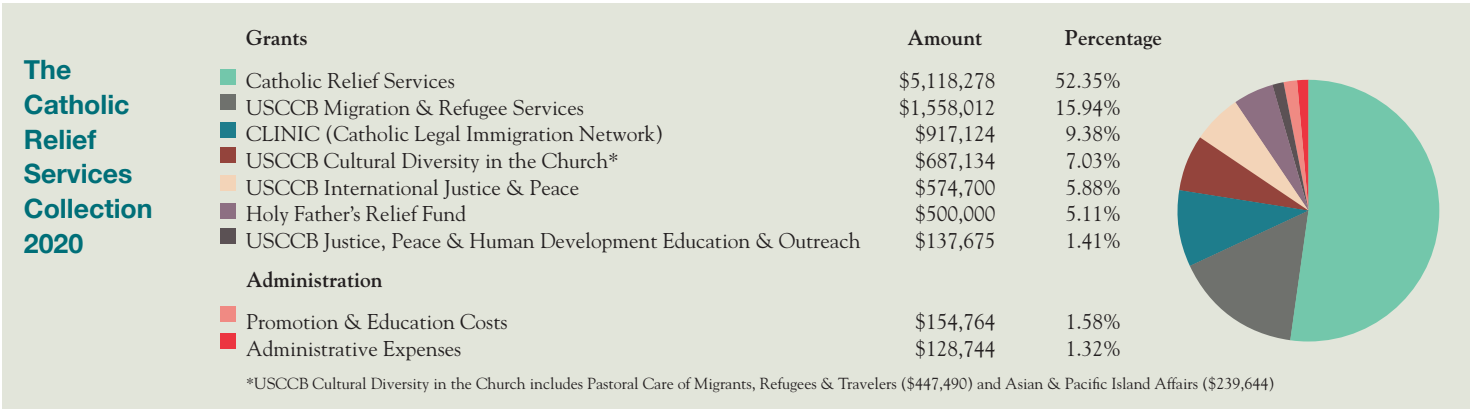 The
Catholic
Relief
Services
Collection
2020
Grants Amount Percentage
Catholic Relief Services $5,118,278 52.35%
USCCB Migration & Refugee Services $1,558,012 15.94%
CLINIC (Catholic Legal Immigration Network) $917,124 9.38%
USCCB Cultural Diversity in the Church* $687,134 7.03%
USCCB International Justice & Peace $574,700 5.88%
Holy Father’s Relief Fund $500,000 5.11%
USCCB Justice, Peace & Human Development Education & Outreach $137,675 1.41%
Administration
Promotion & Education Costs $154,764 1.58%
Administrative Expenses $128,744 1.32%
*USCCB Cultural Diversity in the Church includes Pastoral Care of Migrants, Refugees & Travelers ($447,490) and Asian & Pacific Island Affairs ($239,644)